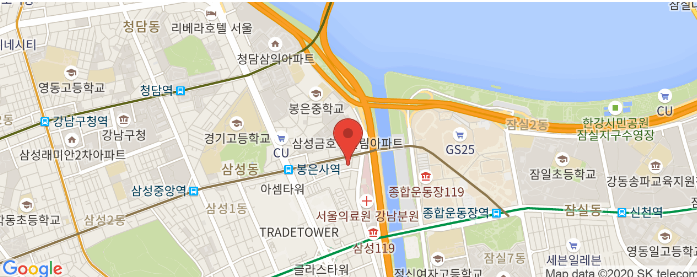 청담동
리베라호텔 서울
잠실
네시티
청담삼익아파트
영동고등학교
청담역
봉은중학교
한강시민공원
잠실지구수영장
CU
강남구청역
강남구청
경기고등학교
잠실2동
삼성금호
림아파트
GS25
삼성래미안2차아파트
삼성동
CU
봉은사역
종합운동장119
잠일초등학교
강동송파교육지원
삼성중앙역
아셈타워
서울의료원 강남분원
종합운동장역
잠실동
신천역
동초등학교
삼성2동
삼성1동
TRADETOWER
삼성119
잠실7동
세븐일레븐
영동일고등학교
글라스타워
정신여자고등학교
Google
Map data ©2020 SK telecom